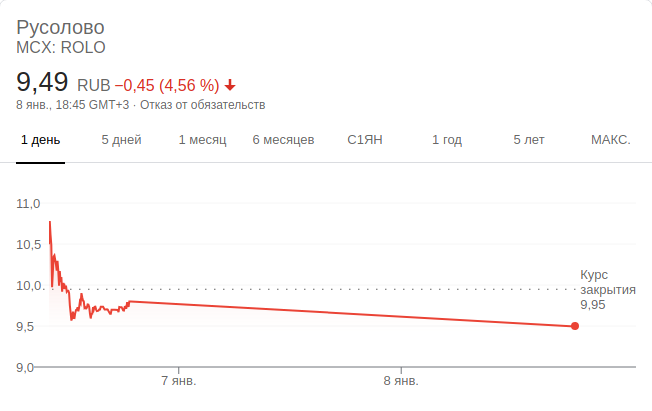 Русолово
MCX: ROLO
9,49 RUB −0,45 (4,56 %)
8 янв., 18:45 GMT+3 · Отказ от обязательств
1 день 5 дней 1 месяц 6 месяцев С1ЯН 1 год 5 лет МАКС.
11,0
10,5
10,0
9,5
9,0
Курс
закрытия
9,95
7 янв. 8 янв.